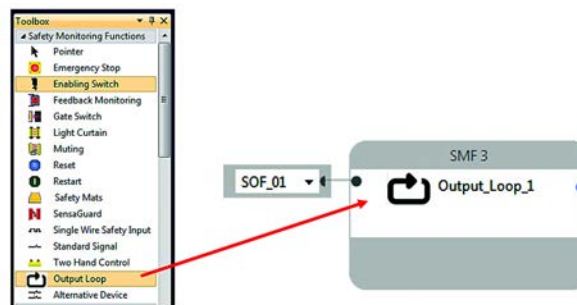 Toolbox
Safety Monitoring Functions
Pointer
Emergency Stop
Enabling Switch
Feedback Monitoring
Gate Switch
Light Curtain
Muting
Reset
Restart
Safety Mats
SensaGuard
Single Wire Safety Input
Standard Signal
Two Hand Control
Output Loop
Alternative Device
SOF_01
SMF 3
Output_Loop_1